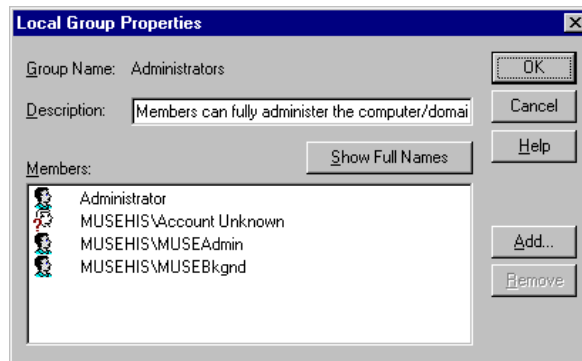 Local Group Properties
Group Name: Administrators
OK
Description: Members can fully administer the computer/domai
Cancel
Show Full Names
Help
Members:
Administrator
MUSEHIS\Account Unknown
MUSEHIS\MUSEAdmin
MUSEHIS\MUSEBkgnd
Add...
Remove